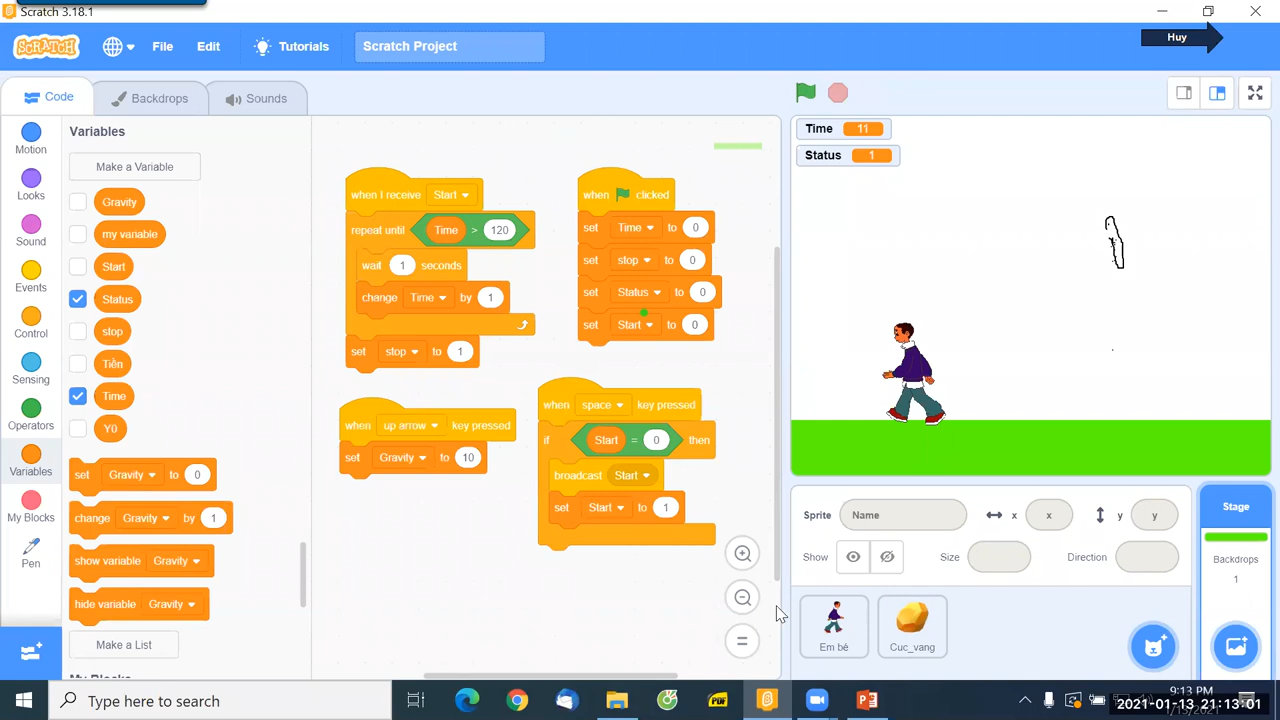 Scratch 3.18.1
Huy
SCRATCH
File
Edit
Tutorials
Scratch Project
Code
Backdrops
Sounds
Motion
Looks
Sound
Events
Control
Sensing
Operators
Variables
My Blocks
Pen
Variables
Make a Variable
Gravity
my variable
Start
Status
stop
Tiền
Time
Y0
set Gravity to 0
change Gravity by 1
show variable Gravity
hide variable Gravity
Make a List
when I receive Start
repeat until Time > 120
wait 1 seconds
change Time by 1
set stop to 1
when clicked
set Time to 0
set stop to 0
set Status to 0
set Start to 0
when up arrow key pressed
set Gravity to 10
when space key pressed
if Start = 0 then
broadcast Start
set Start to 1
Time 11
Status 1
Sprite Name x x y y
Show Size Direction
Em bé
Cuc_vang
Stage
Backdrops
1
Type here to search
PDF
9:13 PM
2021-01-13 21:13:01